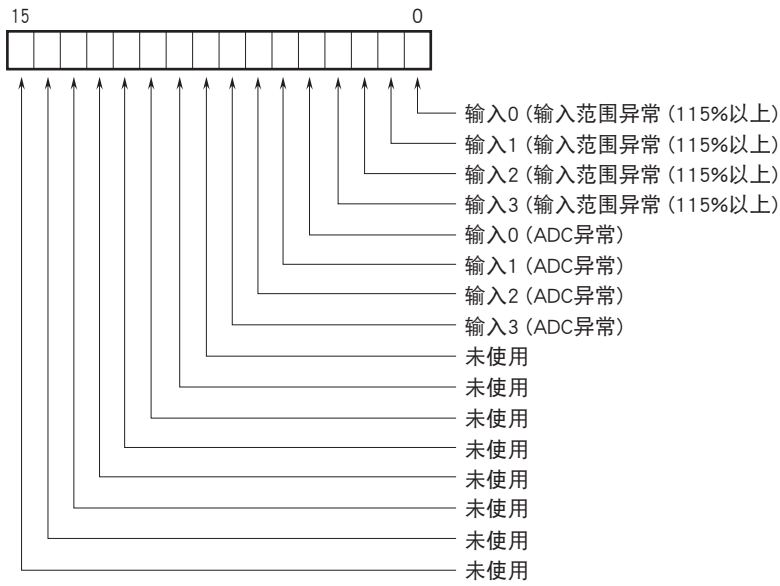 15 0
输入0 (输入范围异常 (115%以上)
输入1 (输入范围异常 (115%以上)
输入2 (输入范围异常 (115%以上)
输入3 (输入范围异常 (115%以上)
输入0 (ADC异常)
输入1 (ADC异常)
输入2 (ADC异常)
输入3 (ADC异常)
未使用
未使用
未使用
未使用
未使用
未使用
未使用
未使用